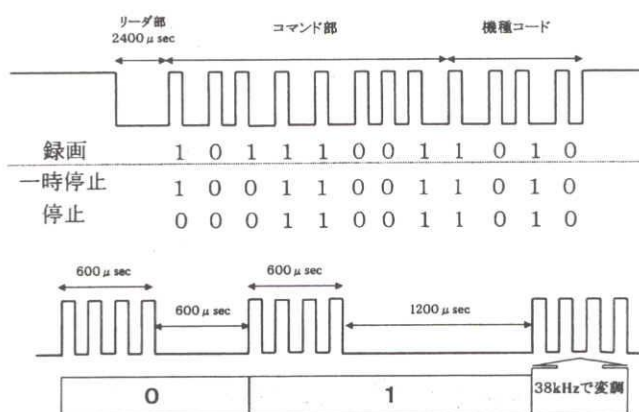 リーダ部
2400μsec
コマンド部
機種コード
録画 1 0 1 1 1 0 0 1 1 0 1 0
一時停止 1 0 0 1 1 0 0 1 1 0 1 0
停止 0 0 0 1 1 0 0 1 1 0 1 0
600μsec
600μsec
600μsec
1200μsec
0
1
38kHzで変調